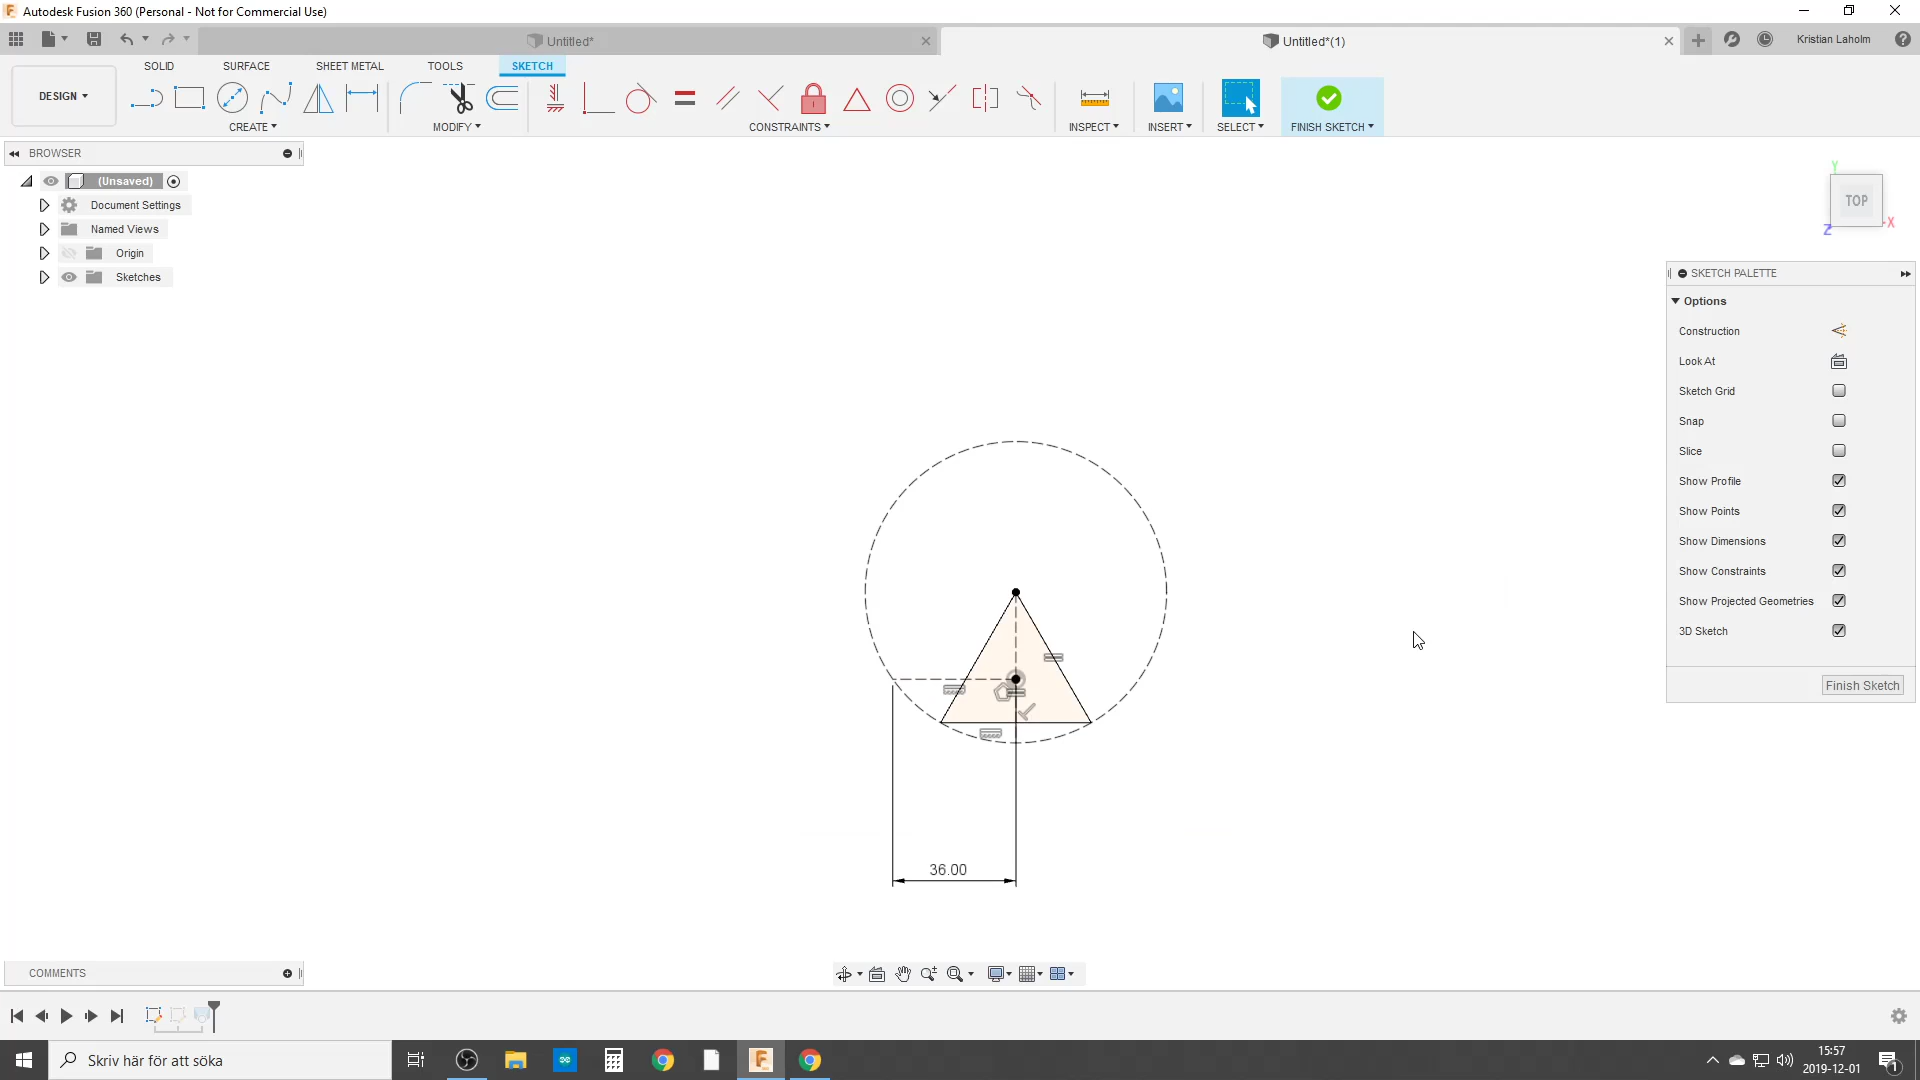 Autodesk Fusion 360 (Personal - Not for Commercial Use)
Untitled*
Untitled*(1)
Kristian Laholm
SOLID
SURFACE
SHEET METAL
TOOLS
SKETCH
DESIGN
CREATE
MODIFY
CONSTRAINTS
INSPECT
INSERT
SELECT
FINISH SKETCH
BROWSER
(Unsaved)
Document Settings
Named Views
Origin
Sketches
Y
TOP
X
Z
SKETCH PALETTE
Options
Construction
Look At
Sketch Grid
Snap
Slice
Show Profile
Show Points
Show Dimensions
Show Constraints
Show Projected Geometries
3D Sketch
Finish Sketch
36.00
COMMENTS
Skriv här för att söka
15:57
2019-12-01
1